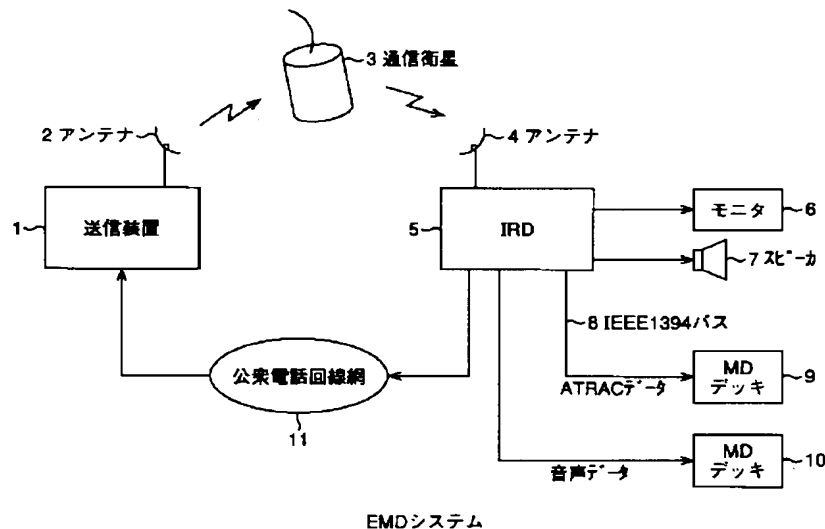 3 通信衛星
2 アンテナ
4 アンテナ
1 送信装置
5 IRD
モニタ 6
7 スピーカ
8 IEEE1394バス
公衆電話回線網
11
ATRACデータ
MD
デッキ 9
音声データ
MD
デッキ 10
EMDシステム